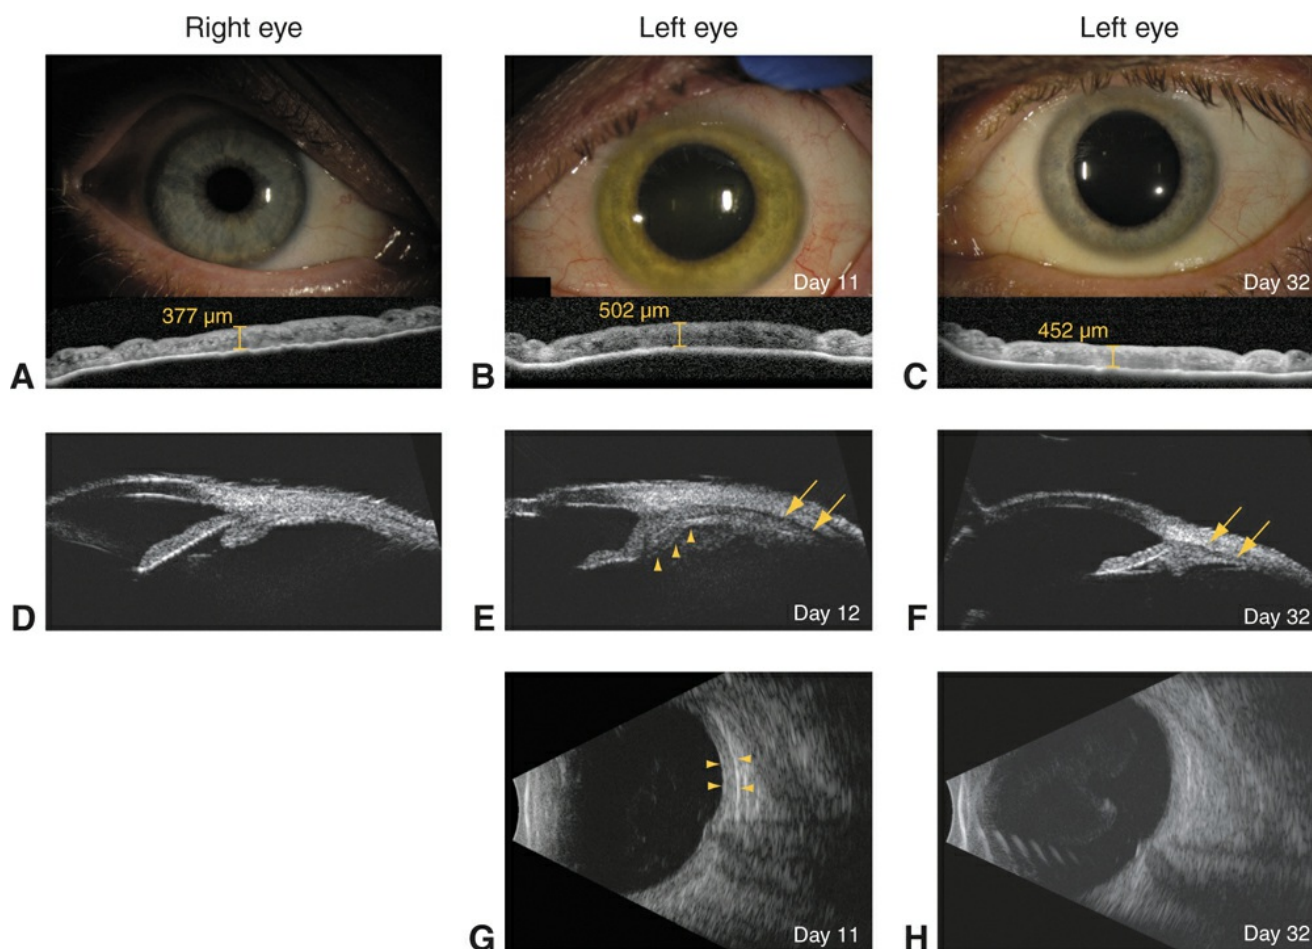 Right eye
Left eye
Left eye
Day 11
Day 32
377 µm
502 µm
452 µm
A
B
C
D
E
Day 12
F
Day 32
G
Day 11
H
Day 32